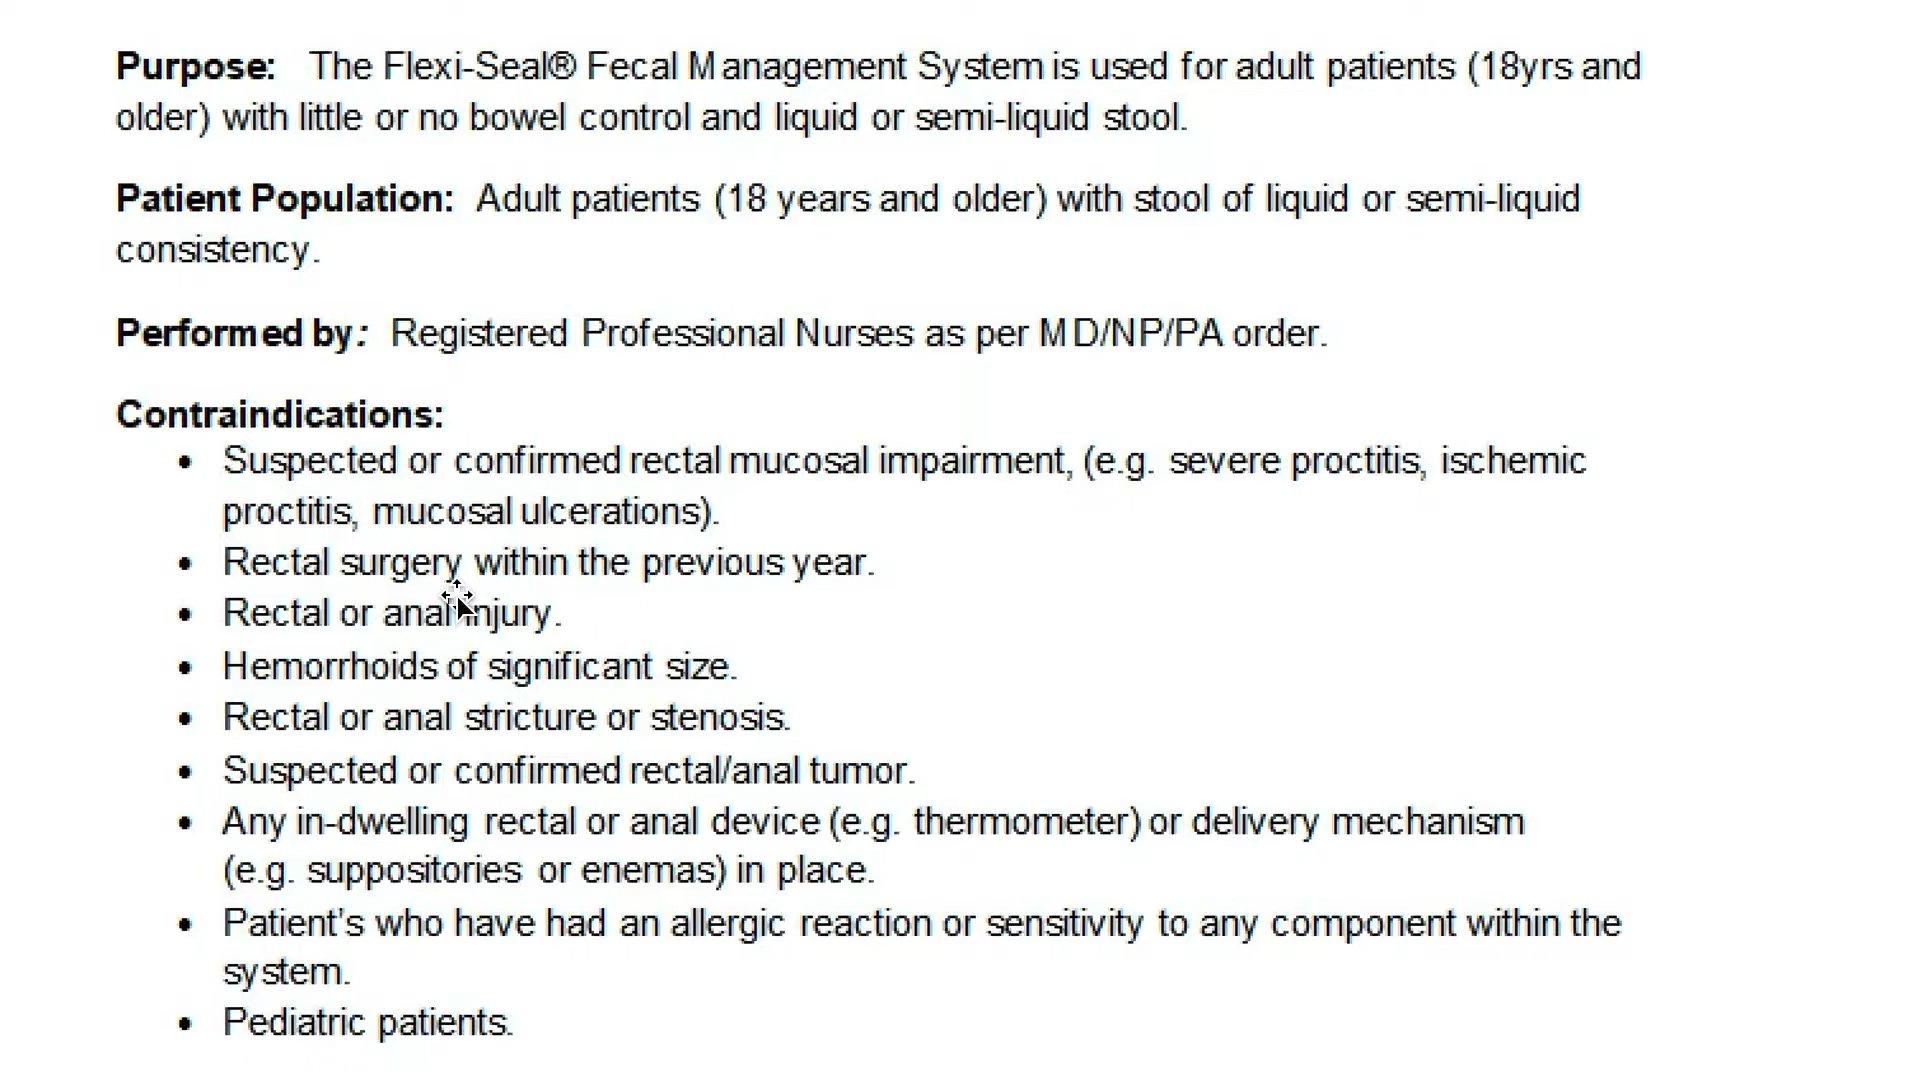 Purpose: The Flexi-Seal® Fecal Management System is used for adult patients (18yrs and
older) with little or no bowel control and liquid or semi-liquid stool.
Patient Population: Adult patients (18 years and older) with stool of liquid or semi-liquid
consistency.
Performed by: Registered Professional Nurses as per MD/NP/PA order.
Contraindications:
• Suspected or confirmed rectal mucosal impairment, (e.g. severe proctitis, ischemic
proctitis, mucosal ulcerations).
• Rectal surgery within the previous year.
• Rectal or anal injury.
• Hemorrhoids of significant size.
• Rectal or anal stricture or stenosis.
• Suspected or confirmed rectal/anal tumor.
• Any in-dwelling rectal or anal device (e.g. thermometer) or delivery mechanism
(e.g. suppositories or enemas) in place.
• Patient's who have had an allergic reaction or sensitivity to any component within the
system.
• Pediatric patients.